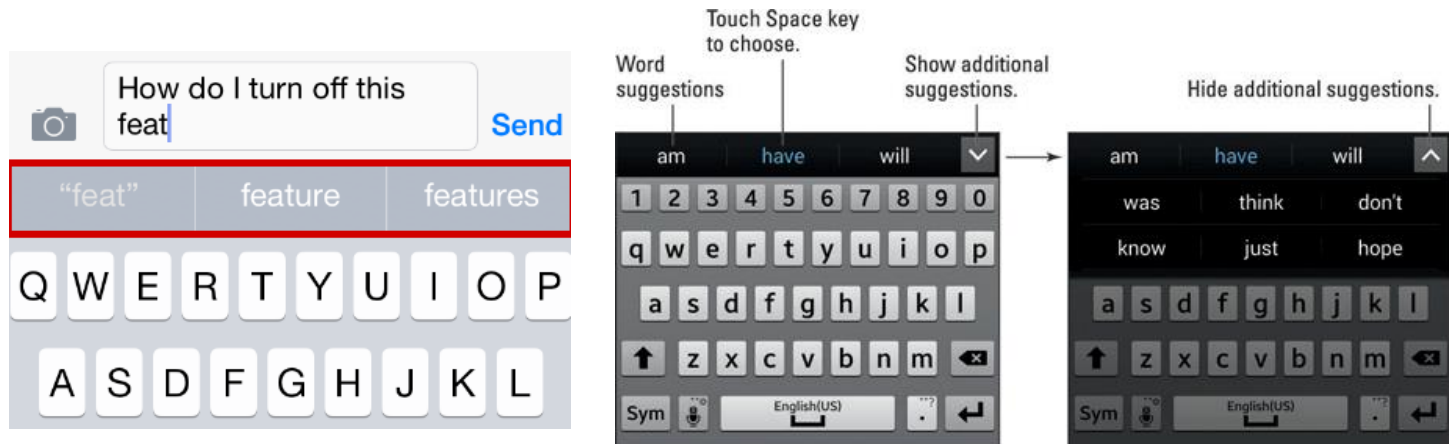 How do I turn off this
feat
Send
“feat” feature features
Q W E R T Y U I O P
A S D F G H J K L
Touch Space key
to choose.
Word
suggestions
Show additional
suggestions.
Hide additional suggestions.
am have will
1 2 3 4 5 6 7 8 9 0
q w e r t y u i o p
a s d f g h j k l
z x c v b n m
Sym English(US) . ,,?
am have will
was think don't
know just hope
a s d f g h j k l
z x c v b n m
Sym English(US) . ,,?